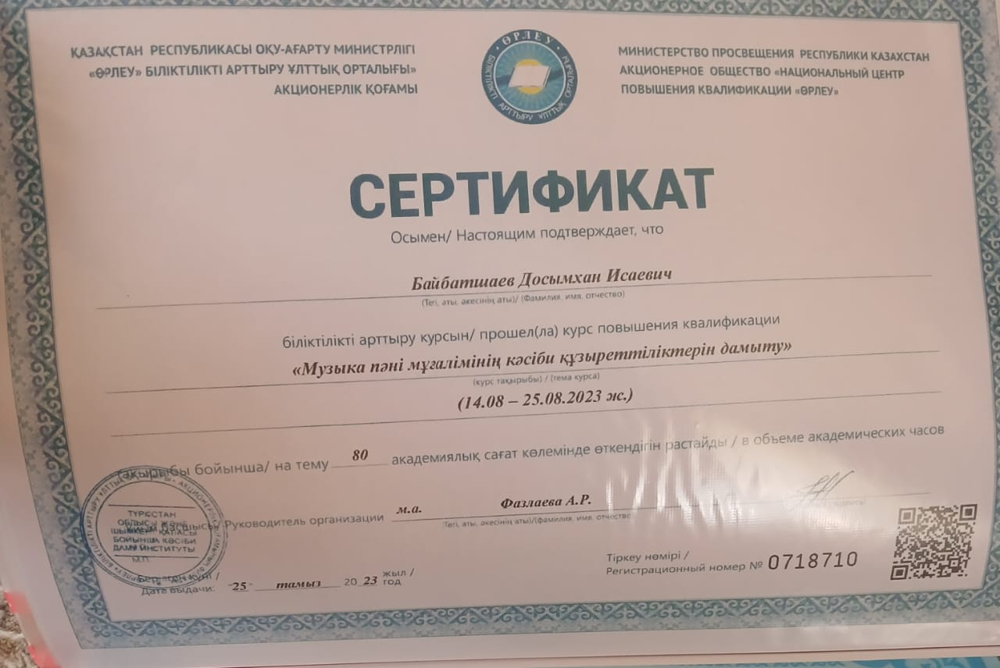 ҚАЗАҚСТАН РЕСПУБЛИКАСЫ ОҚУ-АҒАРТУ МИНИСТРЛІГІ
«ӨРЛЕУ» БІЛІКТІЛІКТІ АРТТЫРУ ҰЛТТЫҚ ОРТАЛЫҒЫ»
АКЦИОНЕРЛІК ҚОҒАМЫ
ӨРЛЕУ
БІЛІКТІЛІКТІ АРТТЫРУ ҰЛТТЫҚ ОРТАЛЫҒЫ
МИНИСТЕРСТВО ПРОСВЕЩЕНИЯ РЕСПУБЛИКИ КАЗАХСТАН
АКЦИОНЕРНОЕ ОБЩЕСТВО «НАЦИОНАЛЬНЫЙ ЦЕНТР
ПОВЫШЕНИЯ КВАЛИФИКАЦИИ «ӨРЛЕУ»
СЕРТИФИКАТ
Осымен/ Настоящим подтверждает, что
Байбатшаев Досымхан Исаевич
(Тегі, аты, әкесінің аты)/ (Фамилия, имя, отчество)
біліктілікті арттыру курсын/ прошел(ла) курс повышения квалификации
«Музыка пәні мұғалімінің кәсіби құзыреттіліктерін дамыту»
(курс тақырыбы) / (тема курса)
(14.08 – 25.08.2023 ж.)
Тақырыбы бойынша/ на тему 80 академиялық сағат көлемінде өткендігін растайды / в объеме академических часов
басшысы/ Руководитель организации м.а. Фазлаева А.Р.
(Тегі, аты, әкесінің аты)/(фамилия, имя, отчество
ТҮРКІСТАН
ОБЛЫСЫ ЖӘНЕ
ШЫМКЕНТ ҚАЛАСЫ
БОЙЫНША КӘСІБИ
ДАМУ ИНСТИТУТЫ
М.П.
Берілген күні /
Дата выдачи: "25" тамыз 20 23 жыл / год
Тіркеу нөмірі /
Регистрационный номер № 0718710